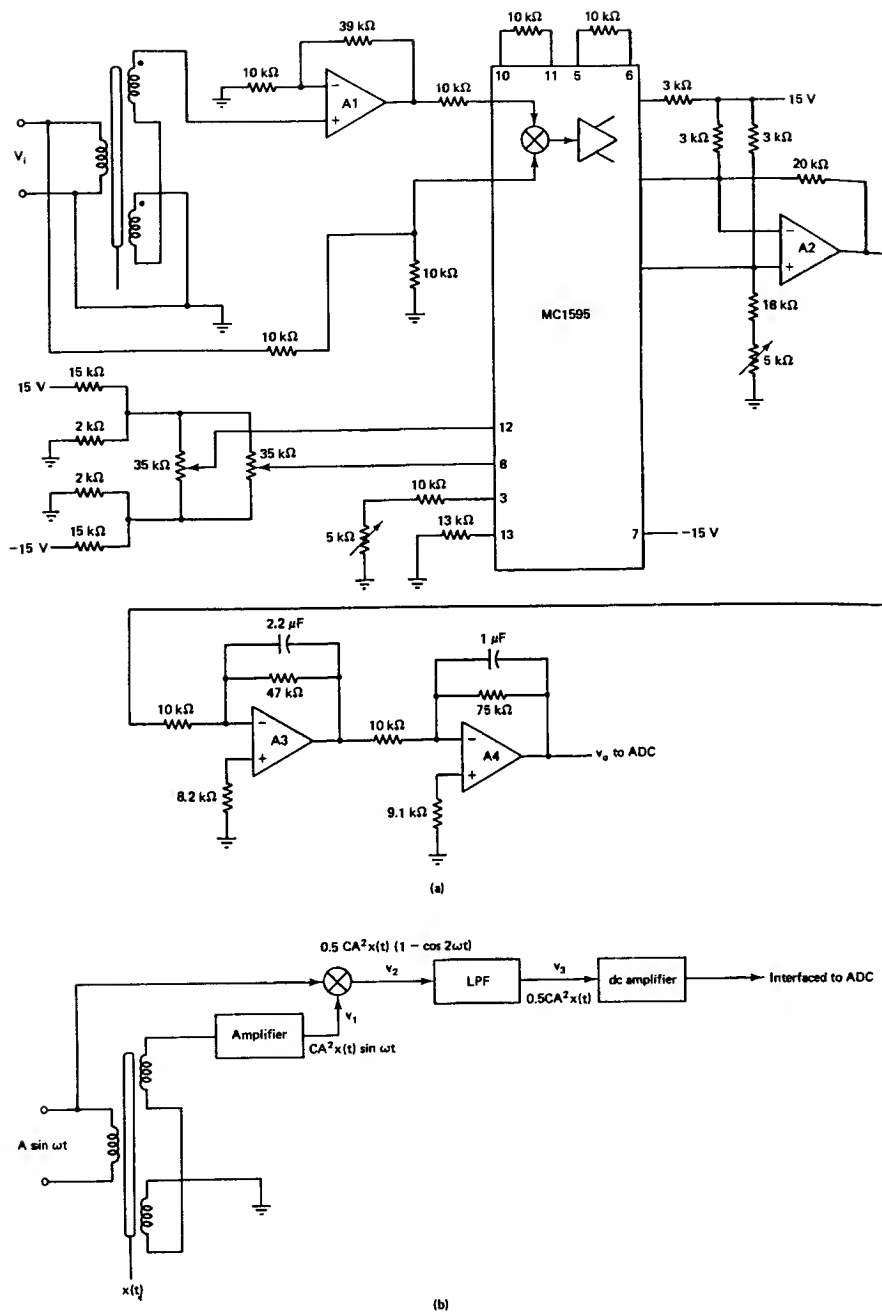 39 kΩ
10 kΩ
A1
−
+
10 kΩ
10 kΩ
10 kΩ
10
11
5
6
3 kΩ
15 V
3 kΩ
3 kΩ
20 kΩ
−
+
A2
18 kΩ
5 kΩ
V_i
10 kΩ
10 kΩ
MC1595
15 V
15 kΩ
2 kΩ
35 kΩ
35 kΩ
2 kΩ
−15 V
15 kΩ
12
8
10 kΩ
3
5 kΩ
13 kΩ
13
7
−15 V
2.2 μF
47 kΩ
10 kΩ
−
A3
+
8.2 kΩ
1 μF
75 kΩ
10 kΩ
−
A4
+
9.1 kΩ
v_o to ADC
(a)
0.5 CA²x(t) (1 − cos 2ωt)
v₂
LPF
v₃
0.5CA²x(t)
dc amplifier
Interfaced to ADC
v₁
Amplifier
CA²x(t) sin ωt
A sin ωt
x(t)
(b)